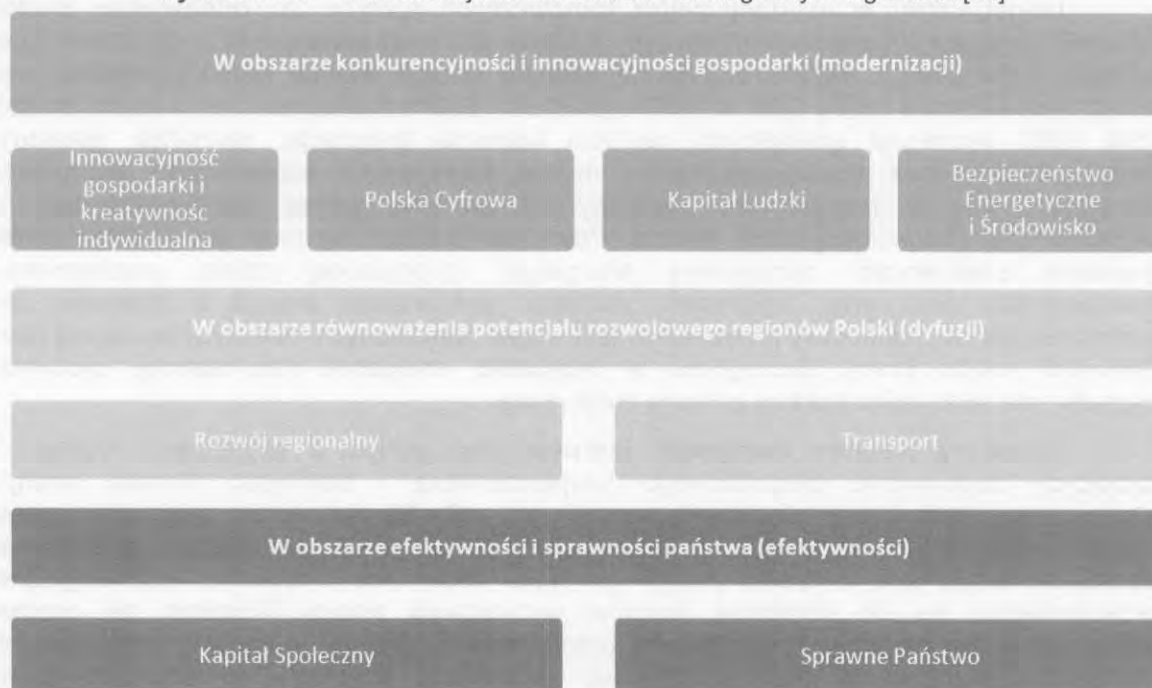 W obszarze konkurencyjności i innowacyjności gospodarki (modernizacji)
Innowacyjność
gospodarki i
kreatywnośc
indywidualna
Polska Cyfrowa
Kapitał Ludzki
Bezpieczeństwo
Energetyczne
i Środowisko
W obszarze równoważenia potencjału rozwojowego regionów Polski (dyfuzji)
Rozwój regionalny
Transport
W obszarze efektywności i sprawności państwa (efektywności)
Kapitał Społeczny
Sprawne Państwo